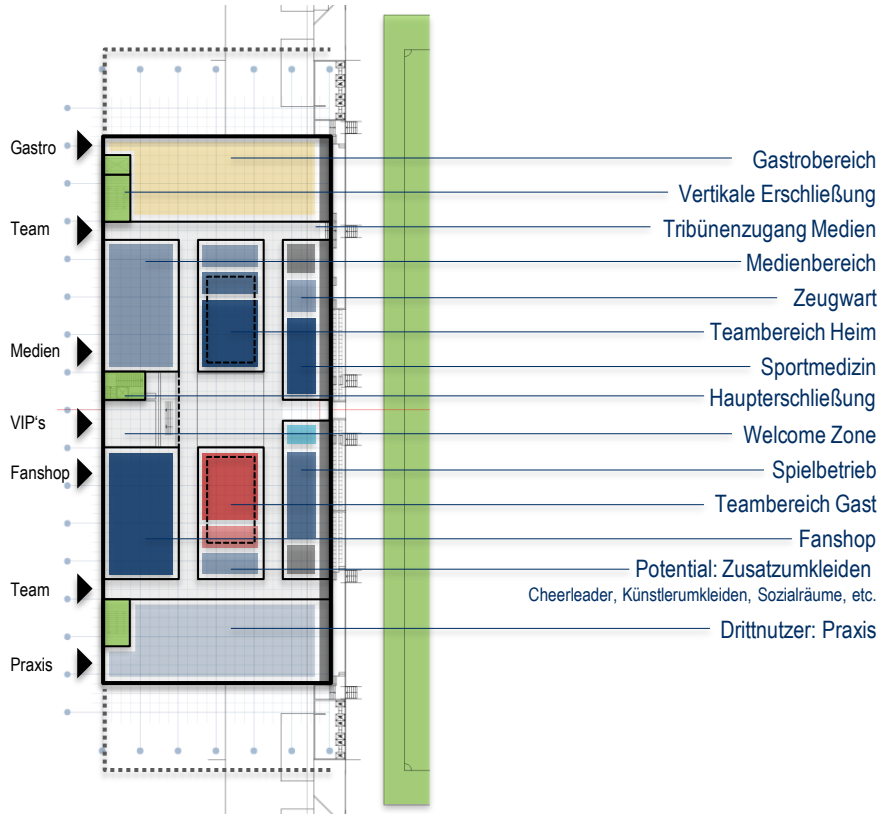 Gastro
Team
Medien
VIP's
Fanshop
Team
Praxis
Gastrobereich
Vertikale Erschließung
Tribünenzugang Medien
Medienbereich
Zeugwart
Teambereich Heim
Sportmedizin
Haupterschließung
Welcome Zone
Spielbetrieb
Teambereich Gast
Fanshop
Potential: Zusatzumkleiden
Cheerleader, Künstlerumkleiden, Sozialräume, etc.
Drittnutzer: Praxis